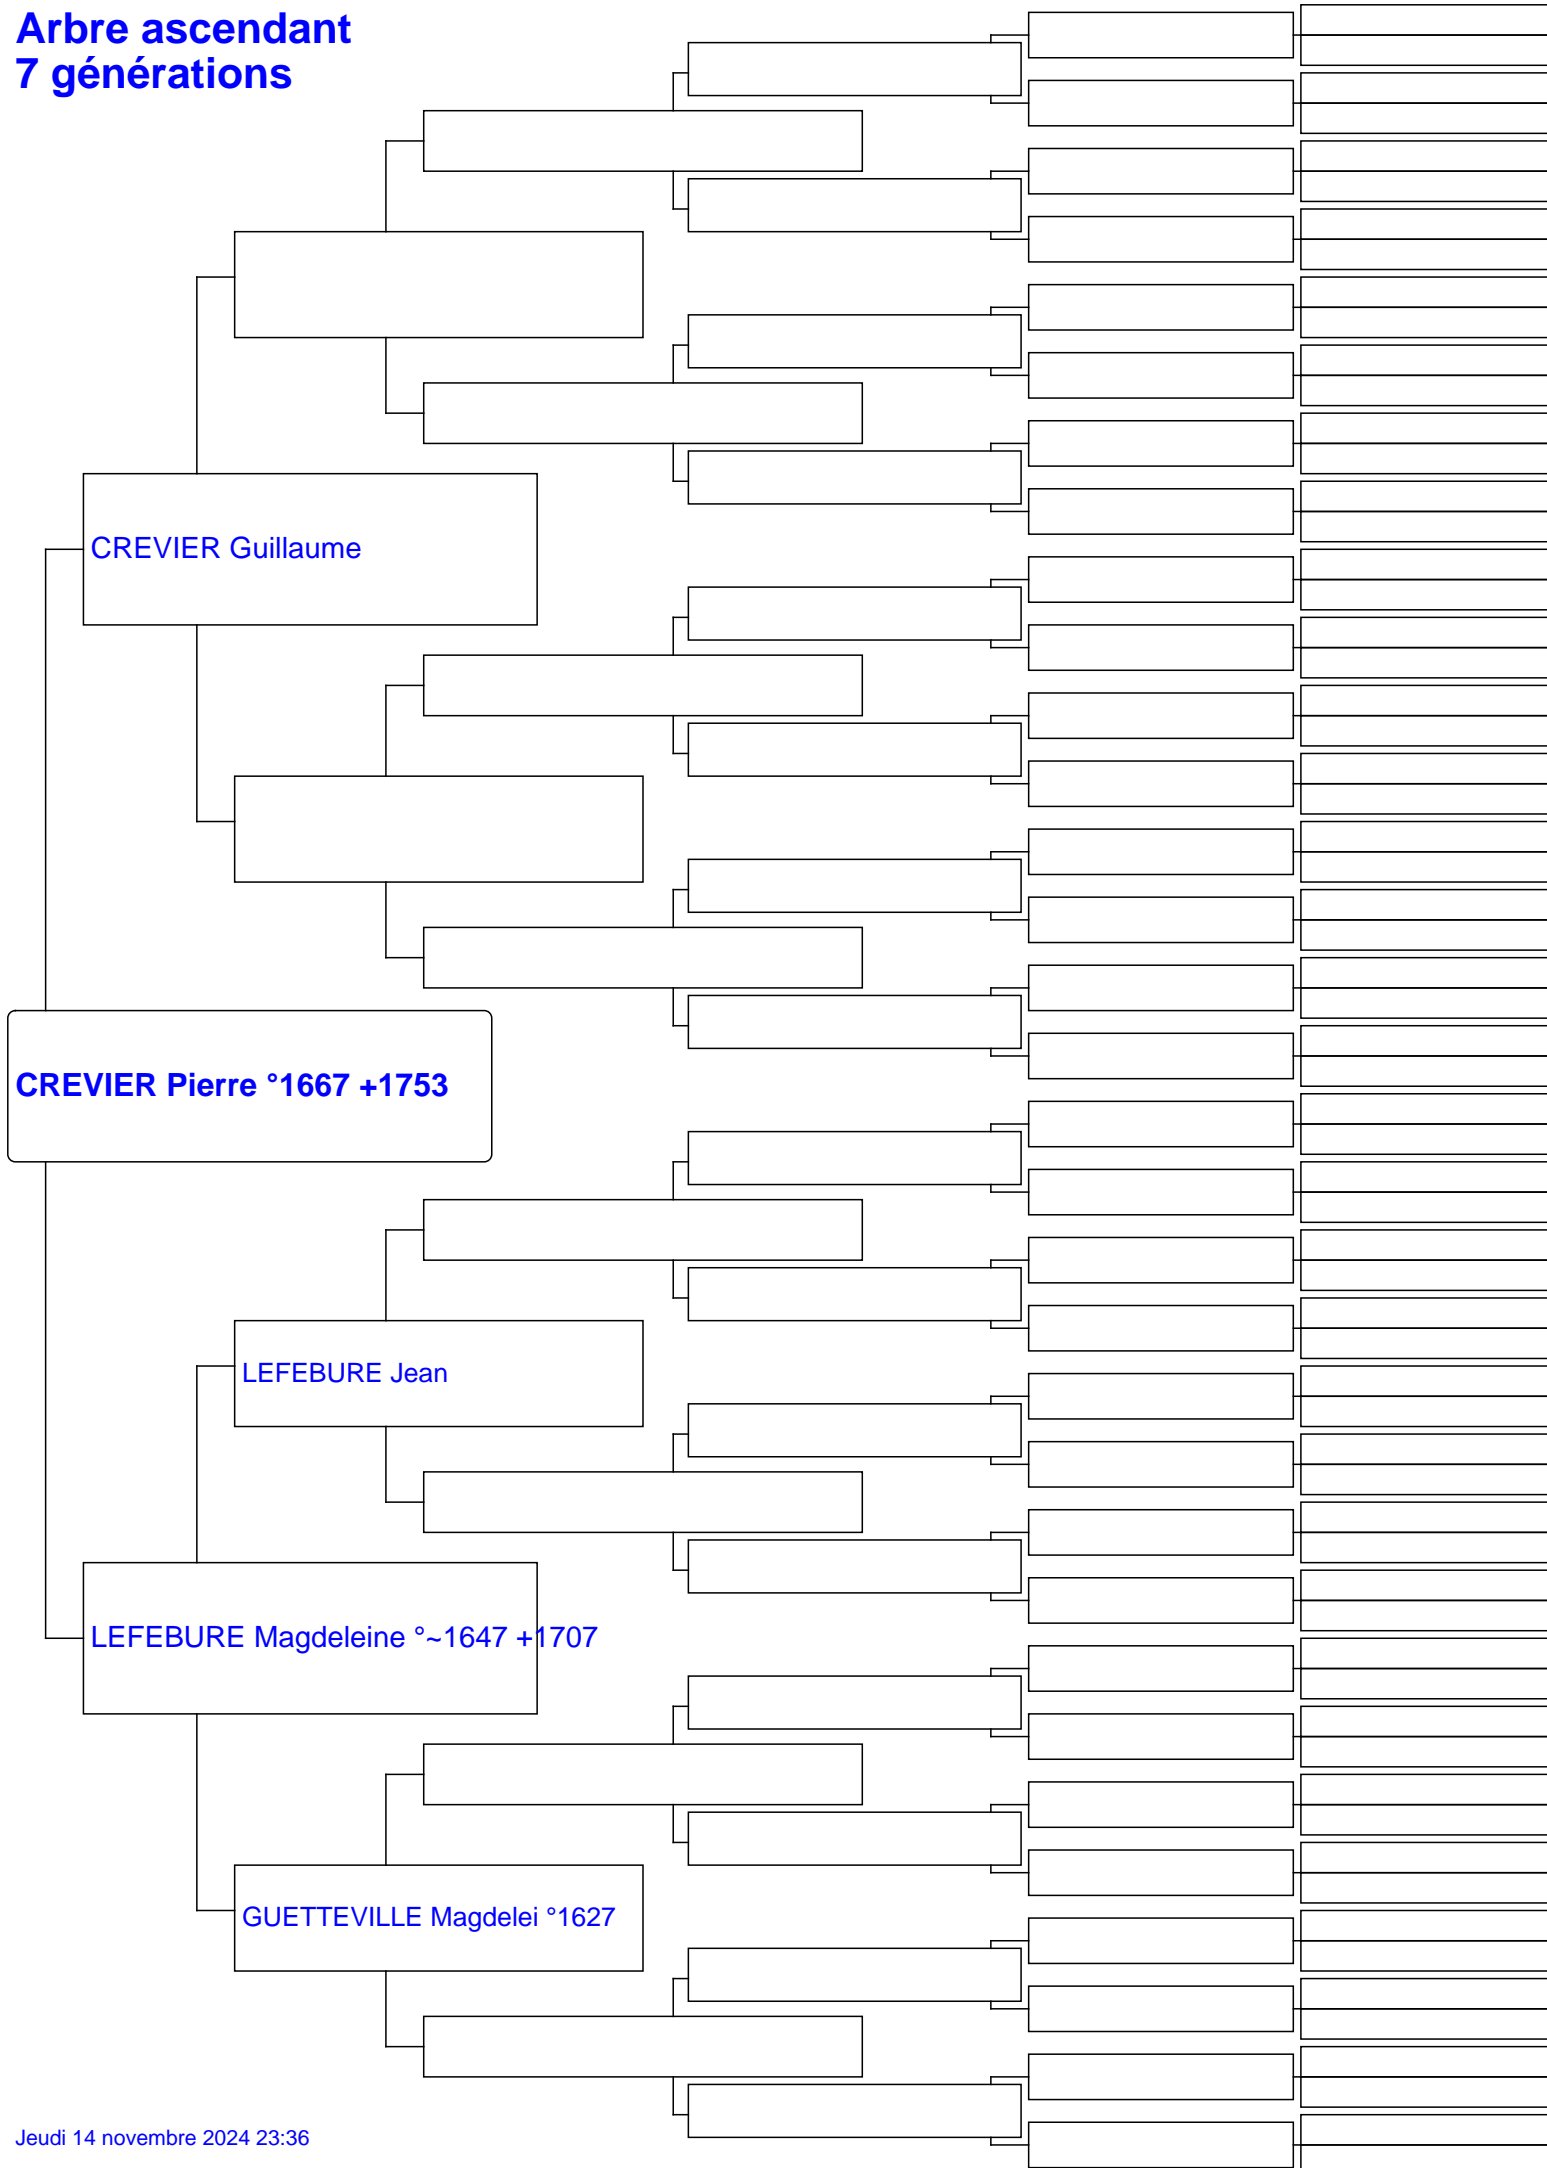 Arbre ascendant
7 générations
CREVIER Guillaume
CREVIER Pierre °1667 +1753
LEFEBURE Jean
LEFEBURE Magdeleine °~1647 +1707
GUETTEVILLE Magdelei °1627
Jeudi 14 novembre 2024 23:36